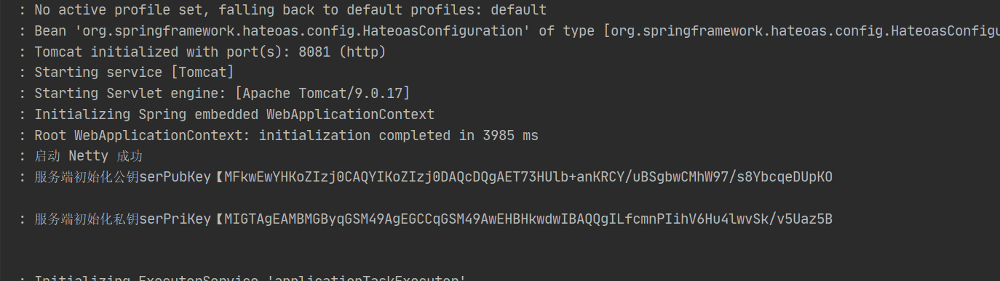 : No active profile set, falling back to default profiles: default
: Bean 'org.springframework.hateoas.config.HateoasConfiguration' of type [org.springframework.hateoas.config.HateoasConfigu
: Tomcat initialized with port(s): 8081 (http)
: Starting service [Tomcat]
: Starting Servlet engine: [Apache Tomcat/9.0.17]
: Initializing Spring embedded WebApplicationContext
: Root WebApplicationContext: initialization completed in 3985 ms
: 启动 Netty 成功
: 服务端初始化公钥serPubKey【MFkwEwYHKoZIzj0CAQYIKoZIzj0DAQcDQgAET73HUlb+anKRCY/uBSgbwCMhW97/s8YbcqeDUpKO
: 服务端初始化私钥serPriKey【MIGTAgEAMBMGByqGSM49AgEGCCqGSM49AwEHBHkwdwIBAQQgILfcmnPIihV6Hu4lwvSk/v5Uaz5B
: Initializing ExecutorService 'applicationTaskExecutor'